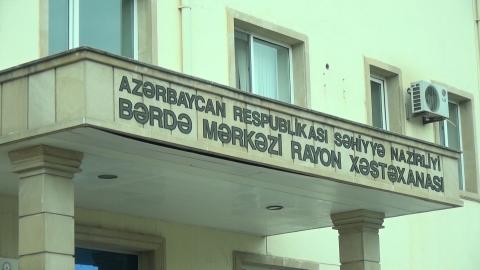 AZƏRBAYCAN RESPUBLİKASI SƏHİYYƏ NAZİRLİYİ
BƏRDƏ MƏRKƏZİ RAYON XƏSTƏXANASI